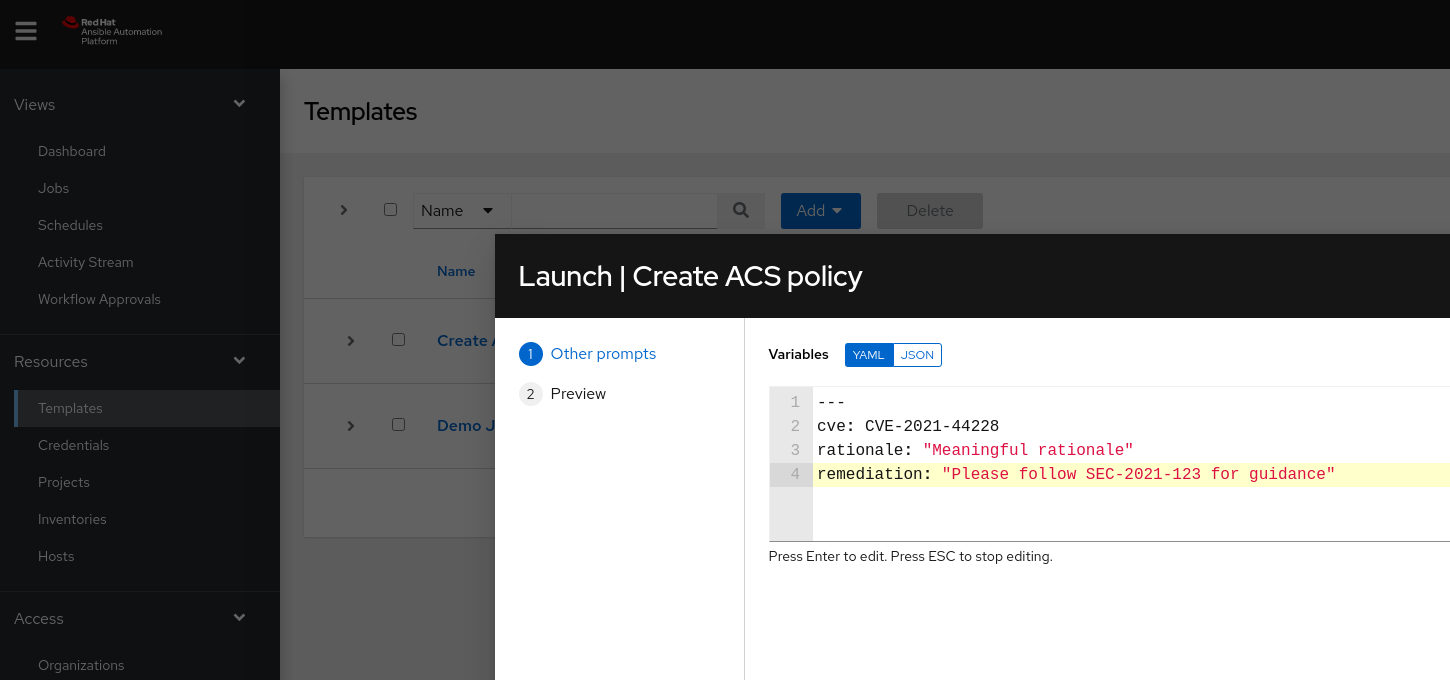 Red Hat
Ansible Automation
Platform
Views
Dashboard
Jobs
Schedules
Activity Stream
Workflow Approvals
Resources
Templates
Credentials
Projects
Inventories
Hosts
Access
Organizations
Templates
Name
Add
Delete
Name
Create A
Demo J
Launch | Create ACS policy
1 Other prompts
2 Preview
Variables YAML JSON
1 ---
2 cve: CVE-2021-44228
3 rationale: "Meaningful rationale"
4 remediation: "Please follow SEC-2021-123 for guidance"
Press Enter to edit. Press ESC to stop editing.